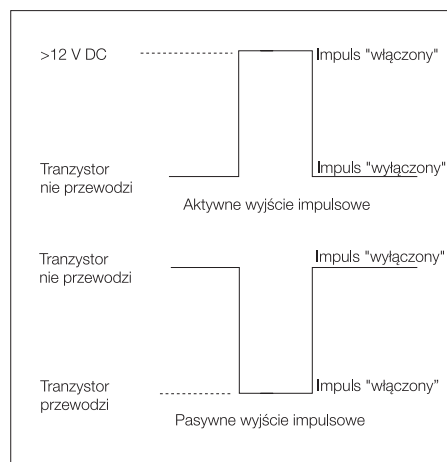 >12 V DC
Impuls "włączony"
Tranzystor
nie przewodzi
Impuls "wyłączony"
Aktywne wyjście impulsowe
Tranzystor
nie przewodzi
Impuls "wyłączony"
Tranzystor
przewodzi
Impuls "włączony"
Pasywne wyjście impulsowe